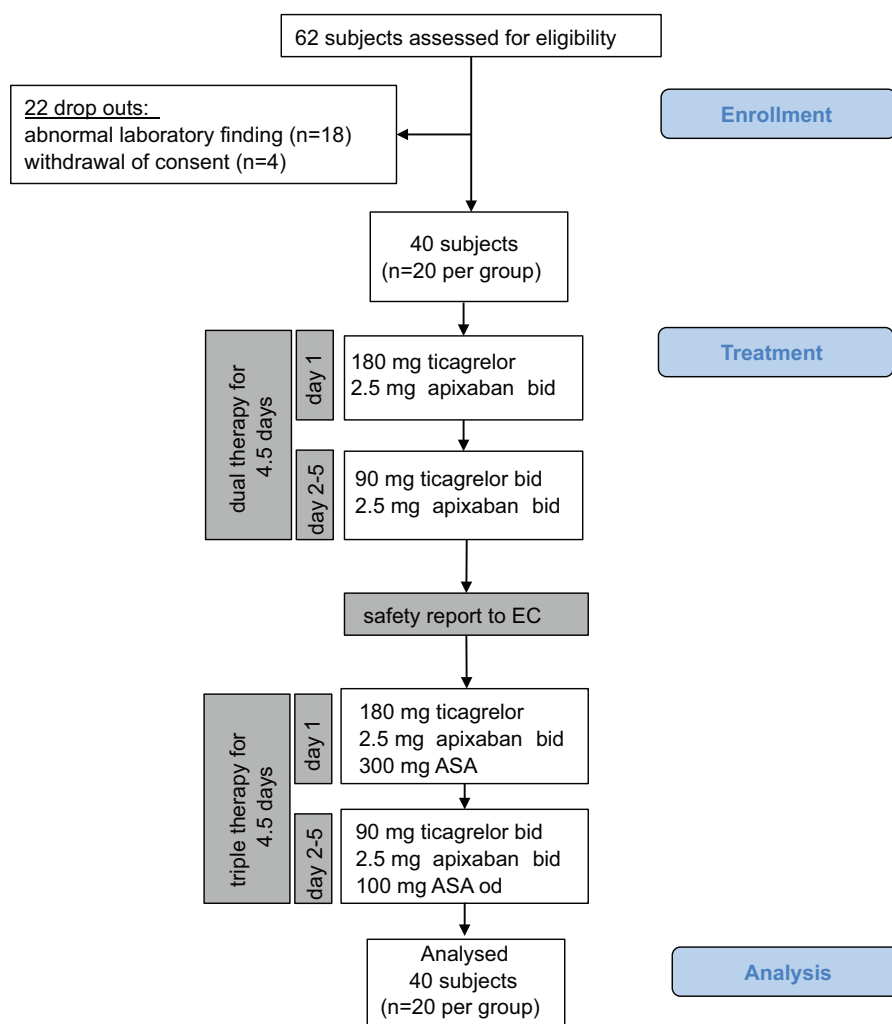 62 subjects assessed for eligibility
22 drop outs:
abnormal laboratory finding (n=18)
withdrawal of consent (n=4)
Enrollment
40 subjects
(n=20 per group)
Treatment
dual therapy for
4.5 days
day 1
180 mg ticagrelor
2.5 mg apixaban bid
day 2-5
90 mg ticagrelor bid
2.5 mg apixaban bid
safety report to EC
triple therapy for
4.5 days
day 1
180 mg ticagrelor
2.5 mg apixaban bid
300 mg ASA
day 2-5
90 mg ticagrelor bid
2.5 mg apixaban bid
100 mg ASA od
Analysed
40 subjects
(n=20 per group)
Analysis